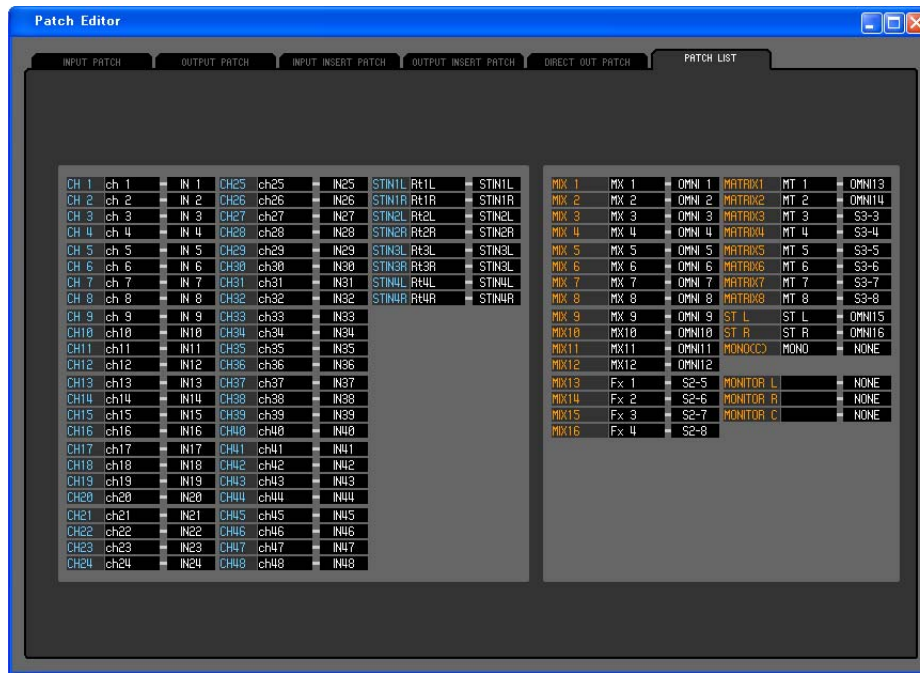 Patch Editor
INPUT PATCH OUTPUT PATCH INPUT INSERT PATCH OUTPUT INSERT PATCH DIRECT OUT PATCH PATCH LIST
CH 1 ch 1 IN 1 CH25 ch25 IN25 STIN1L Rt1L STIN1L MIX 1 MX 1 OMNI 1 MATRIX1 MT 1 OMNI13
CH 2 ch 2 IN 2 CH26 ch26 IN26 STIN1R Rt1R STIN1R MIX 2 MX 2 OMNI 2 MATRIX2 MT 2 OMNI14
CH 3 ch 3 IN 3 CH27 ch27 IN27 STIN2L Rt2L STIN2L MIX 3 MX 3 OMNI 3 MATRIX3 MT 3 S3-3
CH 4 ch 4 IN 4 CH28 ch28 IN28 STIN2R Rt2R STIN2R MIX 4 MX 4 OMNI 4 MATRIX4 MT 4 S3-4
CH 5 ch 5 IN 5 CH29 ch29 IN29 STIN3L Rt3L STIN3L MIX 5 MX 5 OMNI 5 MATRIX5 MT 5 S3-5
CH 6 ch 6 IN 6 CH30 ch30 IN30 STIN3R Rt3R STIN3L MIX 6 MX 6 OMNI 6 MATRIX6 MT 6 S3-6
CH 7 ch 7 IN 7 CH31 ch31 IN31 STIN4L Rt4L STIN4L MIX 7 MX 7 OMNI 7 MATRIX7 MT 7 S3-7
CH 8 ch 8 IN 8 CH32 ch32 IN32 STIN4R Rt4R STIN4R MIX 8 MX 8 OMNI 8 MATRIX8 MT 8 S3-8
CH 9 ch 9 IN 9 CH33 ch33 IN33 MIX 9 MX 9 OMNI 9 ST L ST L OMNI15
CH10 ch10 IN10 CH34 ch34 IN34 MIX10 MX10 OMNI10 ST R ST R OMNI16
CH11 ch11 IN11 CH35 ch35 IN35 MIX11 MX11 OMNI11 MONO(C) MONO NONE
CH12 ch12 IN12 CH36 ch36 IN36 MIX12 MX12 OMNI12
CH13 ch13 IN13 CH37 ch37 IN37 MIX13 Fx 1 S2-5 MONITOR L NONE
CH14 ch14 IN14 CH38 ch38 IN38 MIX14 Fx 2 S2-6 MONITOR R NONE
CH15 ch15 IN15 CH39 ch39 IN39 MIX15 Fx 3 S2-7 MONITOR C NONE
CH16 ch16 IN16 CH40 ch40 IN40 MIX16 Fx 4 S2-8
CH17 ch17 IN17 CH41 ch41 IN41
CH18 ch18 IN18 CH42 ch42 IN42
CH19 ch19 IN19 CH43 ch43 IN43
CH20 ch20 IN20 CH44 ch44 IN44
CH21 ch21 IN21 CH45 ch45 IN45
CH22 ch22 IN22 CH46 ch46 IN46
CH23 ch23 IN23 CH47 ch47 IN47
CH24 ch24 IN24 CH48 ch48 IN48